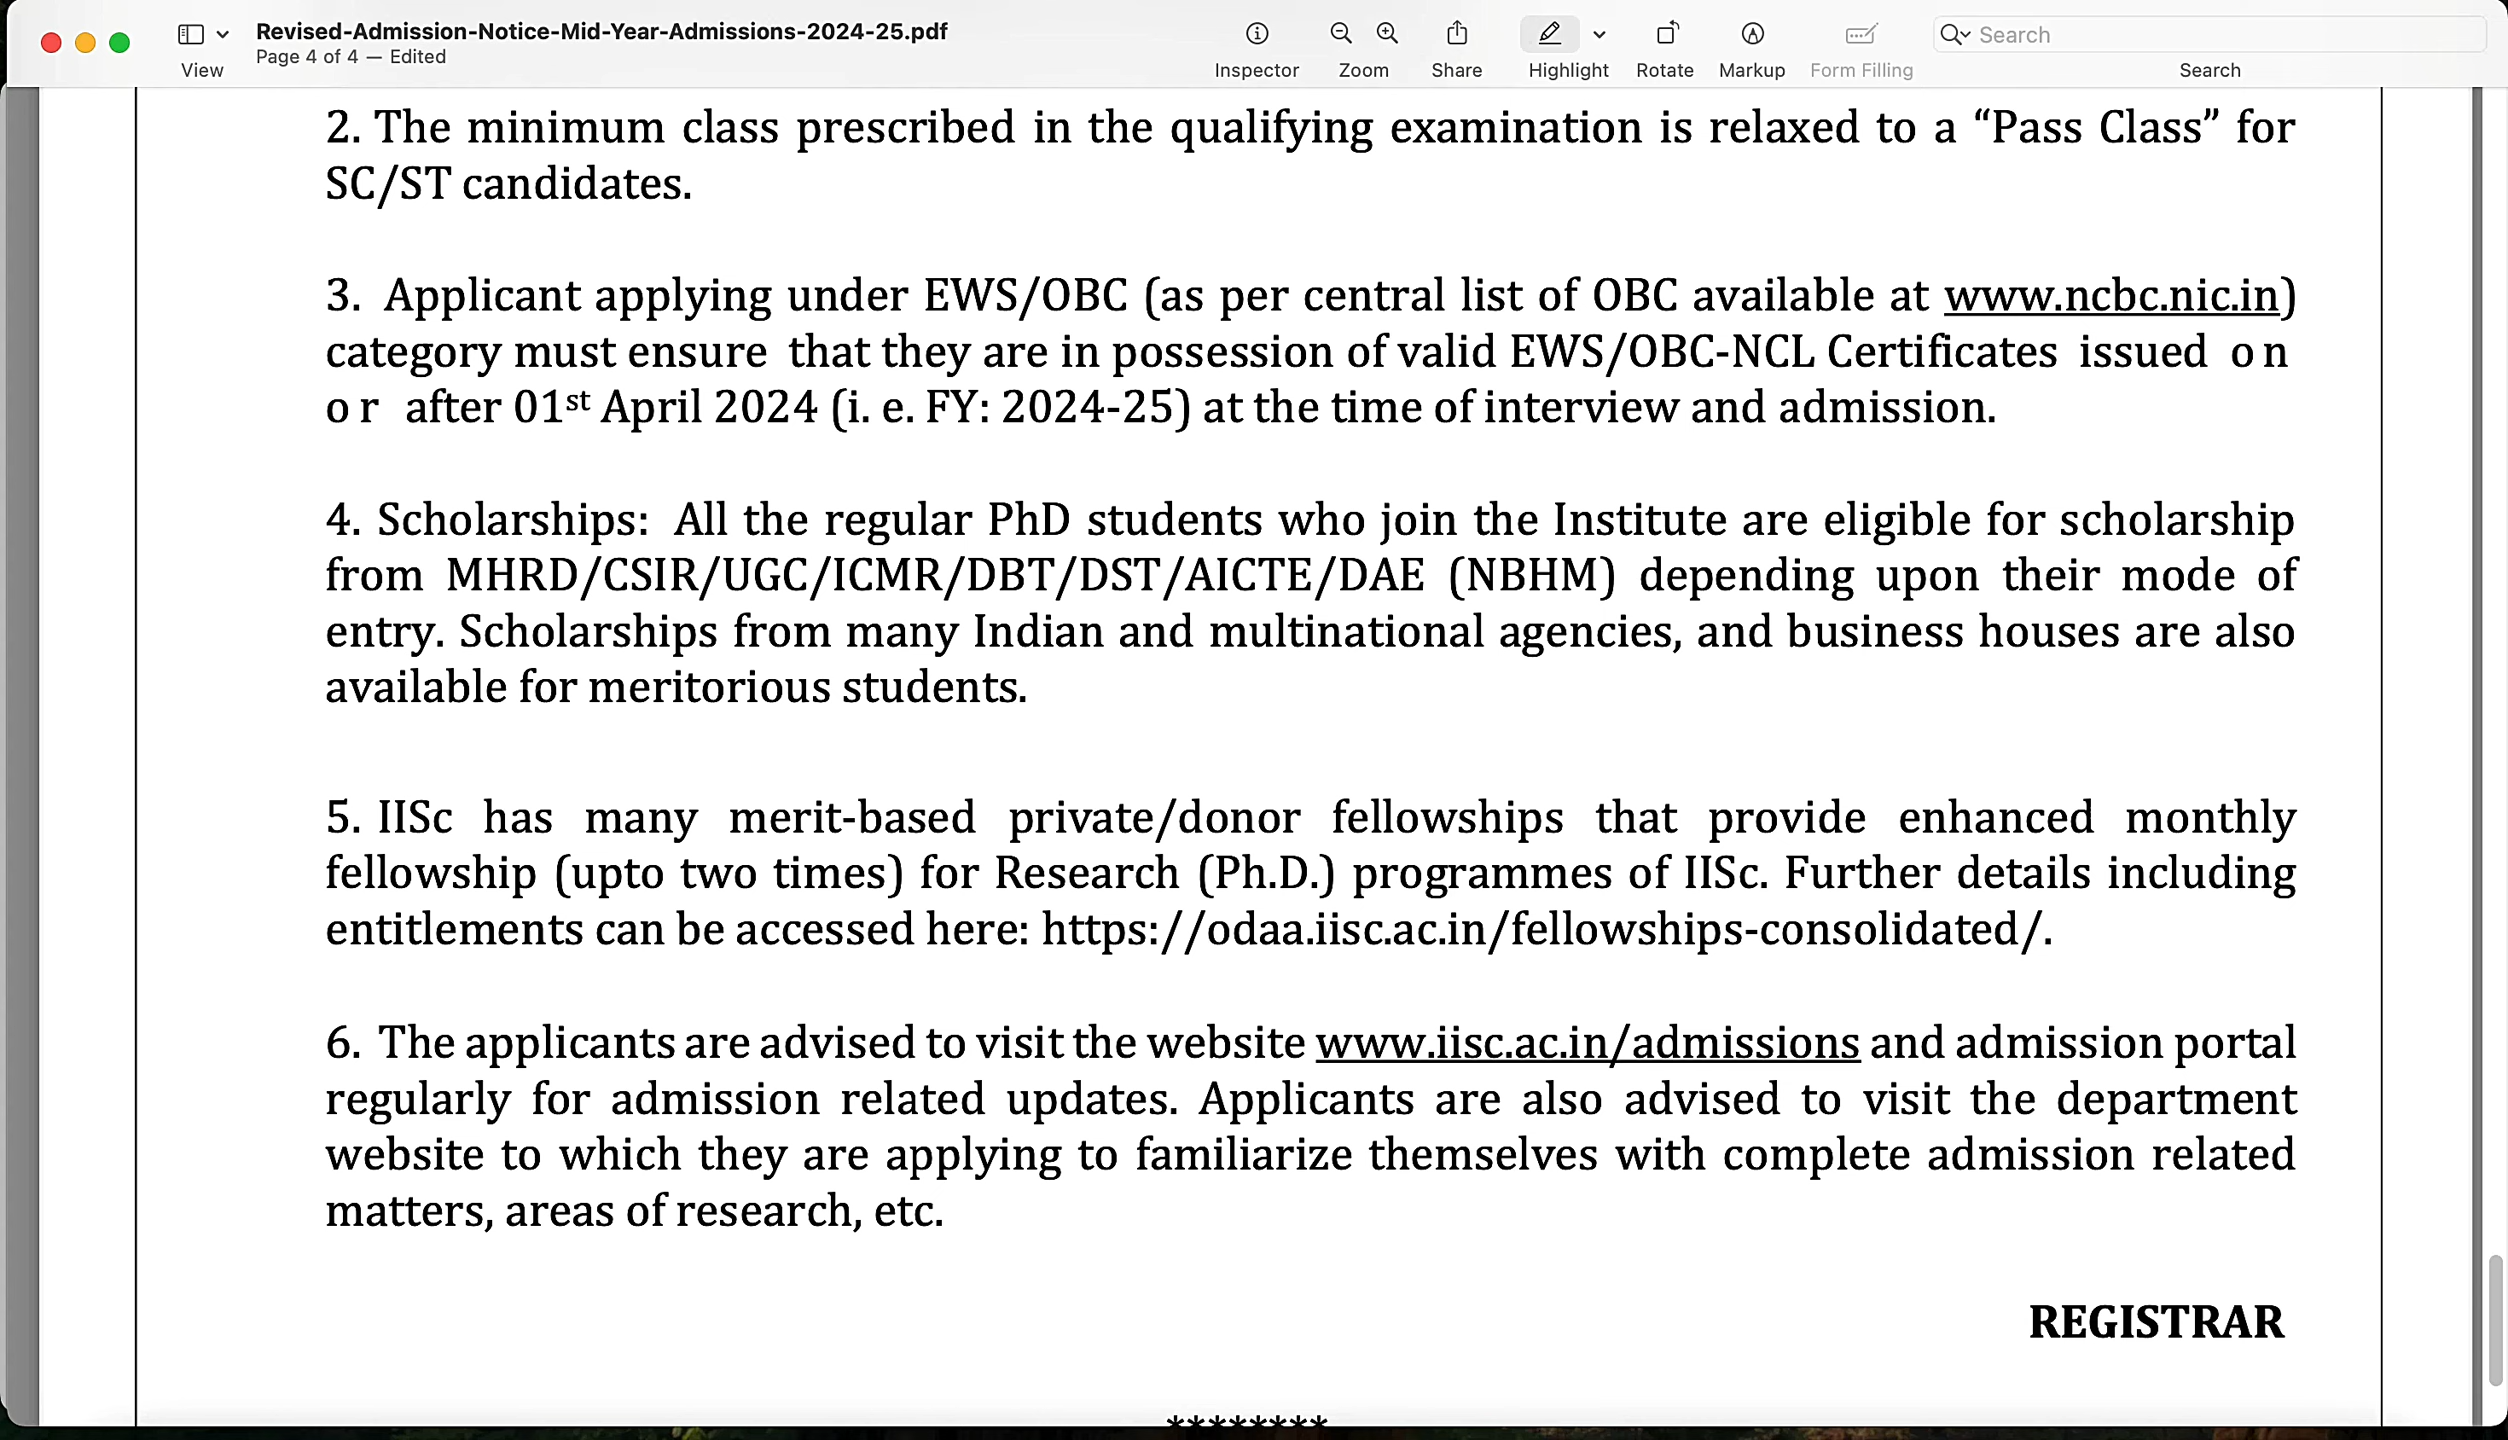 Revised-Admission-Notice-Mid-Year-Admissions-2024-25.pdf
Page 4 of 4 — Edited
View
Inspector
Zoom
Share
Highlight
Rotate
Markup
Form Filling
Search
Search
2. The minimum class prescribed in the qualifying examination is relaxed to a “Pass Class” for
SC/ST candidates.
3. Applicant applying under EWS/OBC (as per central list of OBC available at www.ncbc.nic.in)
category must ensure that they are in possession of valid EWS/OBC-NCL Certificates issued o n
o r after 01st April 2024 (i. e. FY: 2024-25) at the time of interview and admission.
4. Scholarships: All the regular PhD students who join the Institute are eligible for scholarship
from MHRD/CSIR/UGC/ICMR/DBT/DST/AICTE/DAE (NBHM) depending upon their mode of
entry. Scholarships from many Indian and multinational agencies, and business houses are also
available for meritorious students.
5. IISc has many merit-based private/donor fellowships that provide enhanced monthly
fellowship (upto two times) for Research (Ph.D.) programmes of IISc. Further details including
entitlements can be accessed here: https://odaa.iisc.ac.in/fellowships-consolidated/.
6. The applicants are advised to visit the website www.iisc.ac.in/admissions and admission portal
regularly for admission related updates. Applicants are also advised to visit the department
website to which they are applying to familiarize themselves with complete admission related
matters, areas of research, etc.
REGISTRAR
********